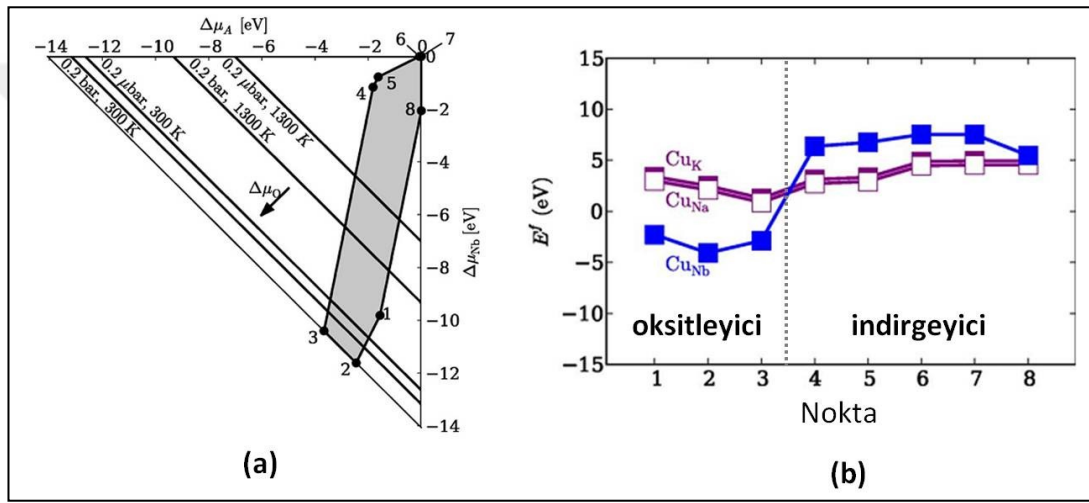 Δμ_A [eV]
−14 −12 −10 −8 −6 −4 −2 0
6 7
0
5
4
8
−2
−4
−6
−8
−10
−12
−14
Δμ_Nb [eV]
0.2 bar, 300 K
0.2 μbar, 300 K
0.2 bar, 1300 K
0.2 μbar, 1300 K
Δμ_O
1
3
2
(a)
15
10
5
0
−5
−10
−15
E^f (eV)
Cu_K
Cu_Na
Cu_Nb
oksitleyici indirgeyici
1 2 3 4 5 6 7 8
Nokta
(b)